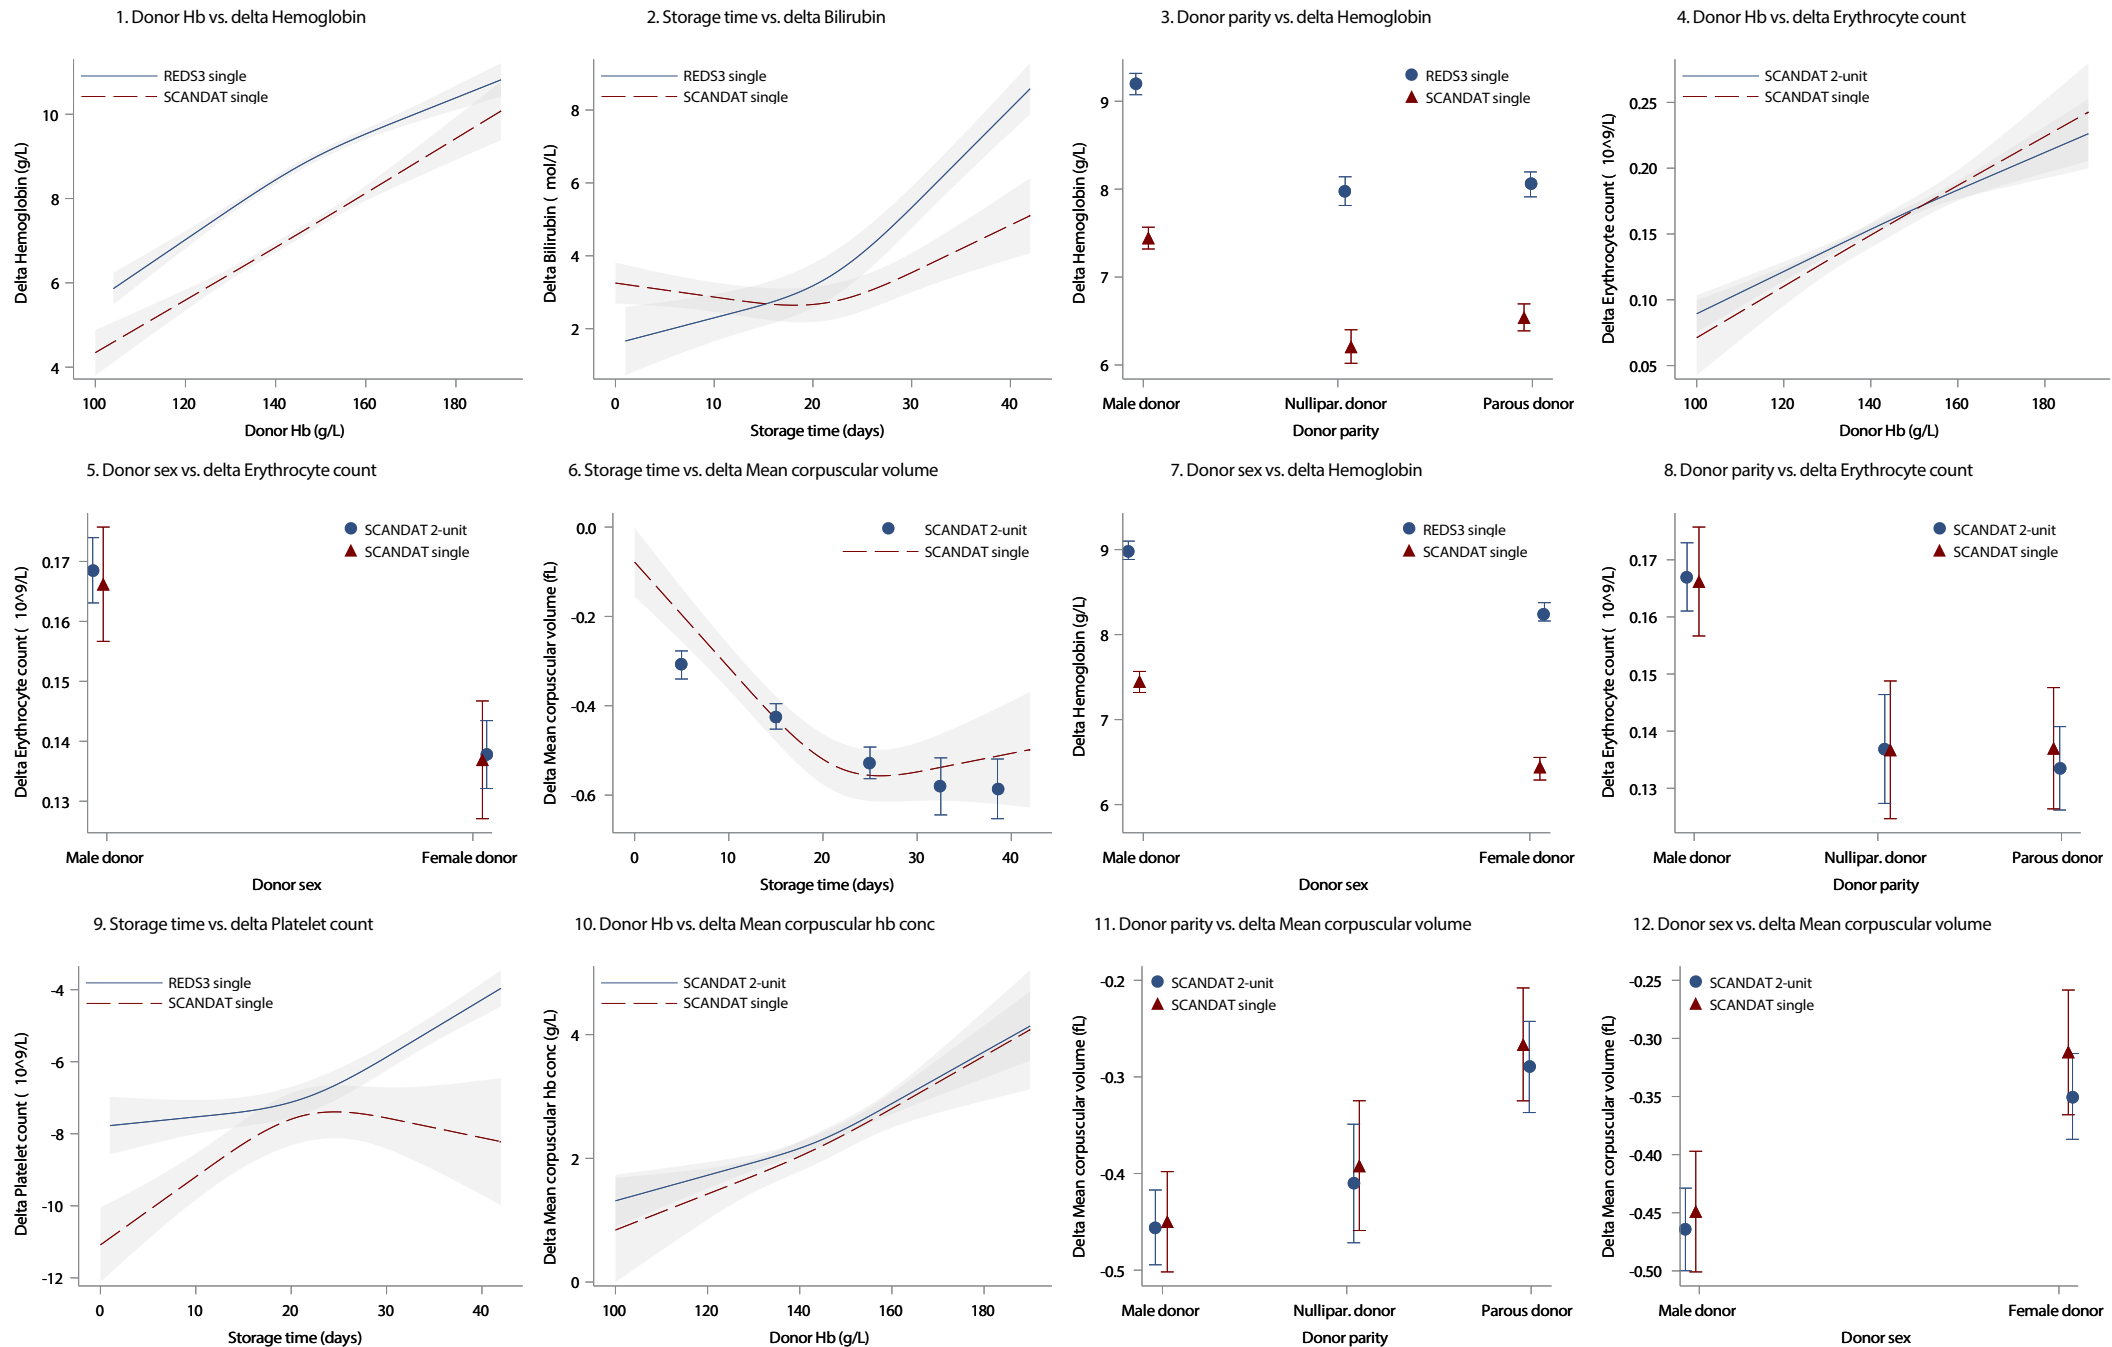 1. Donor Hb vs. delta Hemoglobin
REDS3 single
SCANDAT single
Delta Hemoglobin (g/L)
10
8
6
4
100 120 140 160 180
Donor Hb (g/L)
2. Storage time vs. delta Bilirubin
REDS3 single
SCANDAT single
Delta Bilirubin ( mol/L)
8
6
4
2
0 10 20 30 40
Storage time (days)
3. Donor parity vs. delta Hemoglobin
REDS3 single
SCANDAT single
Delta Hemoglobin (g/L)
9
8
7
6
Male donor Nullipar. donor Parous donor
Donor parity
4. Donor Hb vs. delta Erythrocyte count
SCANDAT 2-unit
SCANDAT single
Delta Erythrocyte count ( 10^9/L)
0.25
0.20
0.15
0.10
0.05
100 120 140 160 180
Donor Hb (g/L)
5. Donor sex vs. delta Erythrocyte count
SCANDAT 2-unit
SCANDAT single
Delta Erythrocyte count ( 10^9/L)
0.17
0.16
0.15
0.14
0.13
Male donor Female donor
Donor sex
6. Storage time vs. delta Mean corpuscular volume
SCANDAT 2-unit
SCANDAT single
Delta Mean corpuscular volume (fL)
0.0
-0.2
-0.4
-0.6
0 10 20 30 40
Storage time (days)
7. Donor sex vs. delta Hemoglobin
REDS3 single
SCANDAT single
Delta Hemoglobin (g/L)
9
8
7
6
Male donor Female donor
Donor sex
8. Donor parity vs. delta Erythrocyte count
SCANDAT 2-unit
SCANDAT single
Delta Erythrocyte count ( 10^9/L)
0.17
0.16
0.15
0.14
0.13
Male donor Nullipar. donor Parous donor
Donor parity
9. Storage time vs. delta Platelet count
REDS3 single
SCANDAT single
Delta Platelet count ( 10^9/L)
-4
-6
-8
-10
-12
0 10 20 30 40
Storage time (days)
10. Donor Hb vs. delta Mean corpuscular hb conc
SCANDAT 2-unit
SCANDAT single
Delta Mean corpuscular hb conc (g/L)
4
2
0
100 120 140 160 180
Donor Hb (g/L)
11. Donor parity vs. delta Mean corpuscular volume
SCANDAT 2-unit
SCANDAT single
Delta Mean corpuscular volume (fL)
-0.2
-0.3
-0.4
-0.5
Male donor Nullipar. donor Parous donor
Donor parity
12. Donor sex vs. delta Mean corpuscular volume
SCANDAT 2-unit
SCANDAT single
Delta Mean corpuscular volume (fL)
-0.25
-0.30
-0.35
-0.40
-0.45
-0.50
Male donor Female donor
Donor sex